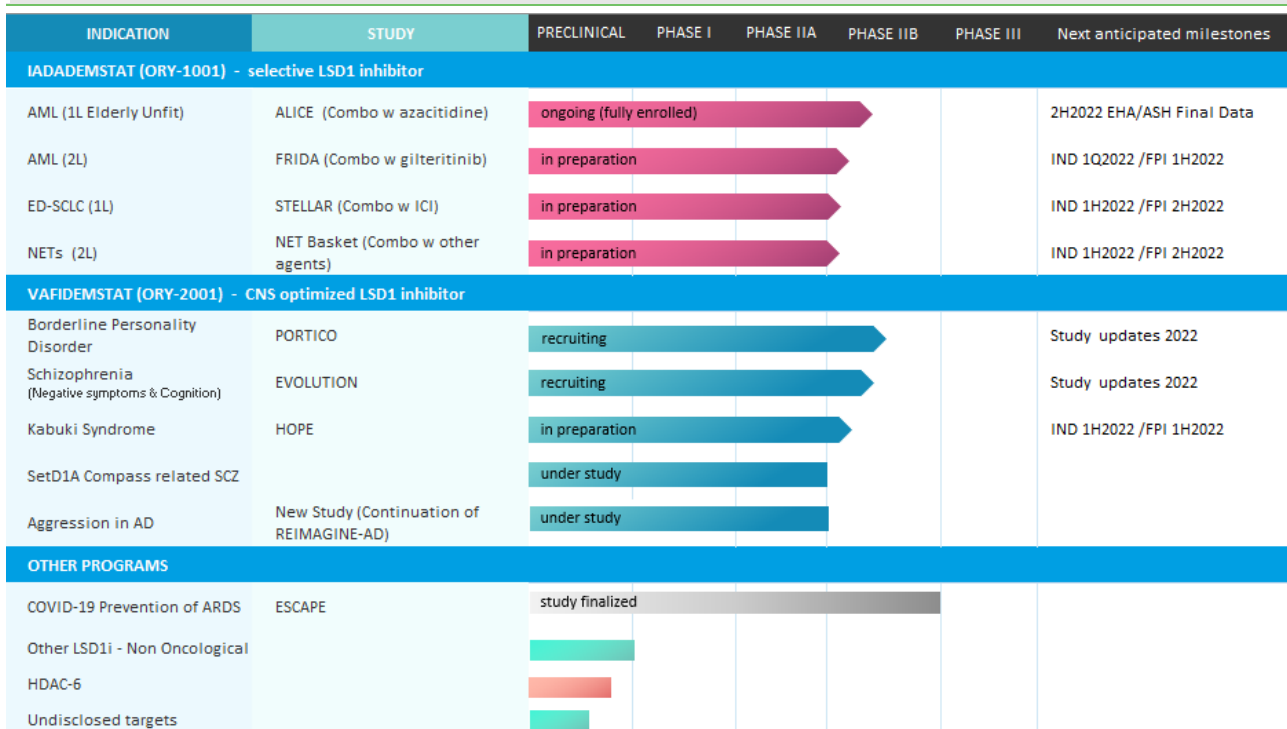 INDICATION STUDY PRECLINICAL PHASE I PHASE IIA PHASE IIB PHASE III Next anticipated milestones
IADADEMSTAT (ORY-1001) - selective LSD1 inhibitor
AML (1L Elderly Unfit) ALICE (Combo w azacitidine) ongoing (fully enrolled) 2H2022 EHA/ASH Final Data
AML (2L) FRIDA (Combo w gilteritinib) in preparation IND 1Q2022 /FPI 1H2022
ED-SCLC (1L) STELLAR (Combo w ICI) in preparation IND 1H2022 /FPI 2H2022
NETs (2L) NET Basket (Combo w other
agents) in preparation IND 1H2022 /FPI 2H2022
VAFIDEMSTAT (ORY-2001) - CNS optimized LSD1 inhibitor
Borderline Personality
Disorder PORTICO recruiting Study updates 2022
Schizophrenia
(Negative symptoms & Cognition) EVOLUTION recruiting Study updates 2022
Kabuki Syndrome HOPE in preparation IND 1H2022 /FPI 1H2022
SetD1A Compass related SCZ under study
Aggression in AD New Study (Continuation of
REIMAGINE-AD) under study
OTHER PROGRAMS
COVID-19 Prevention of ARDS ESCAPE study finalized
Other LSD1i - Non Oncological
HDAC-6
Undisclosed targets